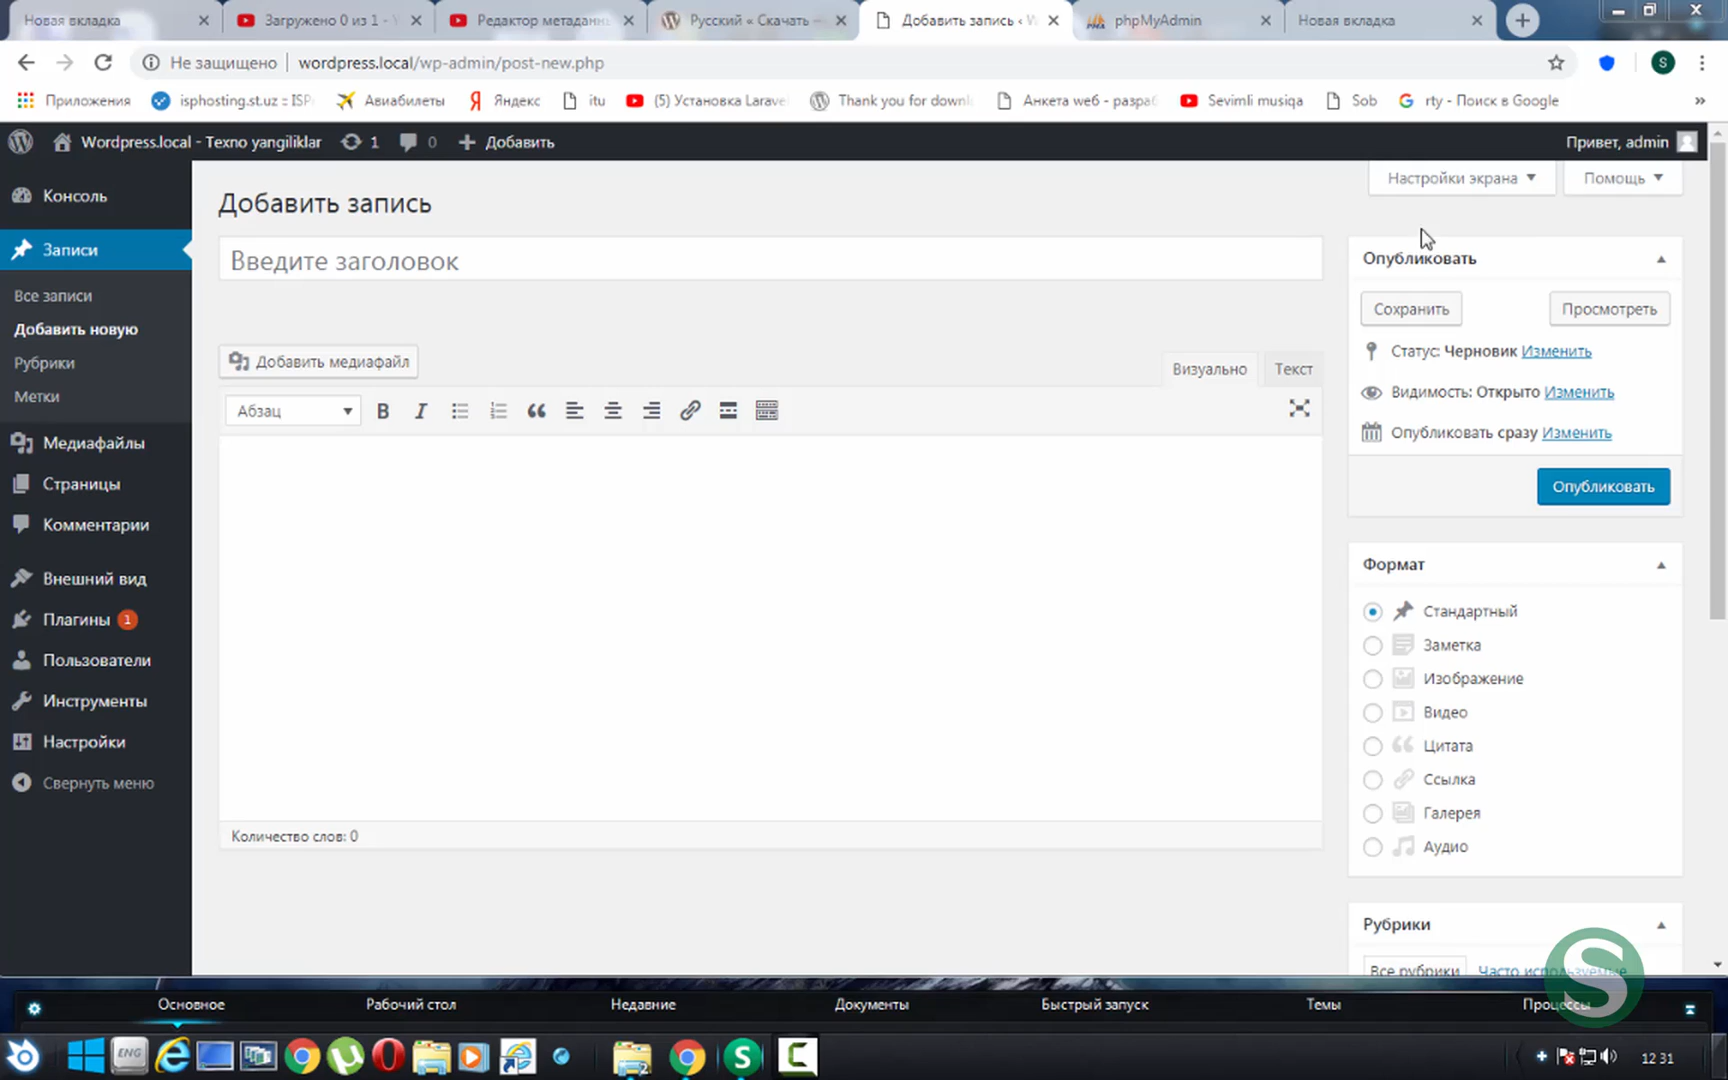 Новая вкладка
Загружено 0 из 1 -
Редактор метаданн
Русский « Скачать —
Добавить запись ‹ W
phpMyAdmin
Новая вкладка
Не защищено
wordpress.local/wp-admin/post-new.php
S
Приложения
isphosting.st.uz :: ISP
Авиабилеты
Яндекс
itu
(5) Установка Larave
Thank you for downl
Анкета web - разраб
Sevimli musiqa
Sob
rty - Поиск в Google
»
Wordpress.local - Texno yangiliklar
1
0
Добавить
Привет, admin
Консоль
Записи
Все записи
Добавить новую
Рубрики
Метки
Медиафайлы
Страницы
Комментарии
Внешний вид
Плагины 1
Пользователи
Инструменты
Настройки
Свернуть меню
Настройки экрана
Помощь
Добавить запись
Введите заголовок
Добавить медиафайл
Визуально
Текст
Абзац
B
I
Количество слов: 0
Опубликовать
Сохранить
Просмотреть
Статус: Черновик Изменить
Видимость: Открыто Изменить
Опубликовать сразу Изменить
Опубликовать
Формат
Стандартный
Заметка
Изображение
Видео
Цитата
Ссылка
Галерея
Аудио
Рубрики
Все рубрики
Часто используемые
S
Основное
Рабочий стол
Недавние
Документы
Быстрый запуск
Темы
Процессы
ENG
12 31